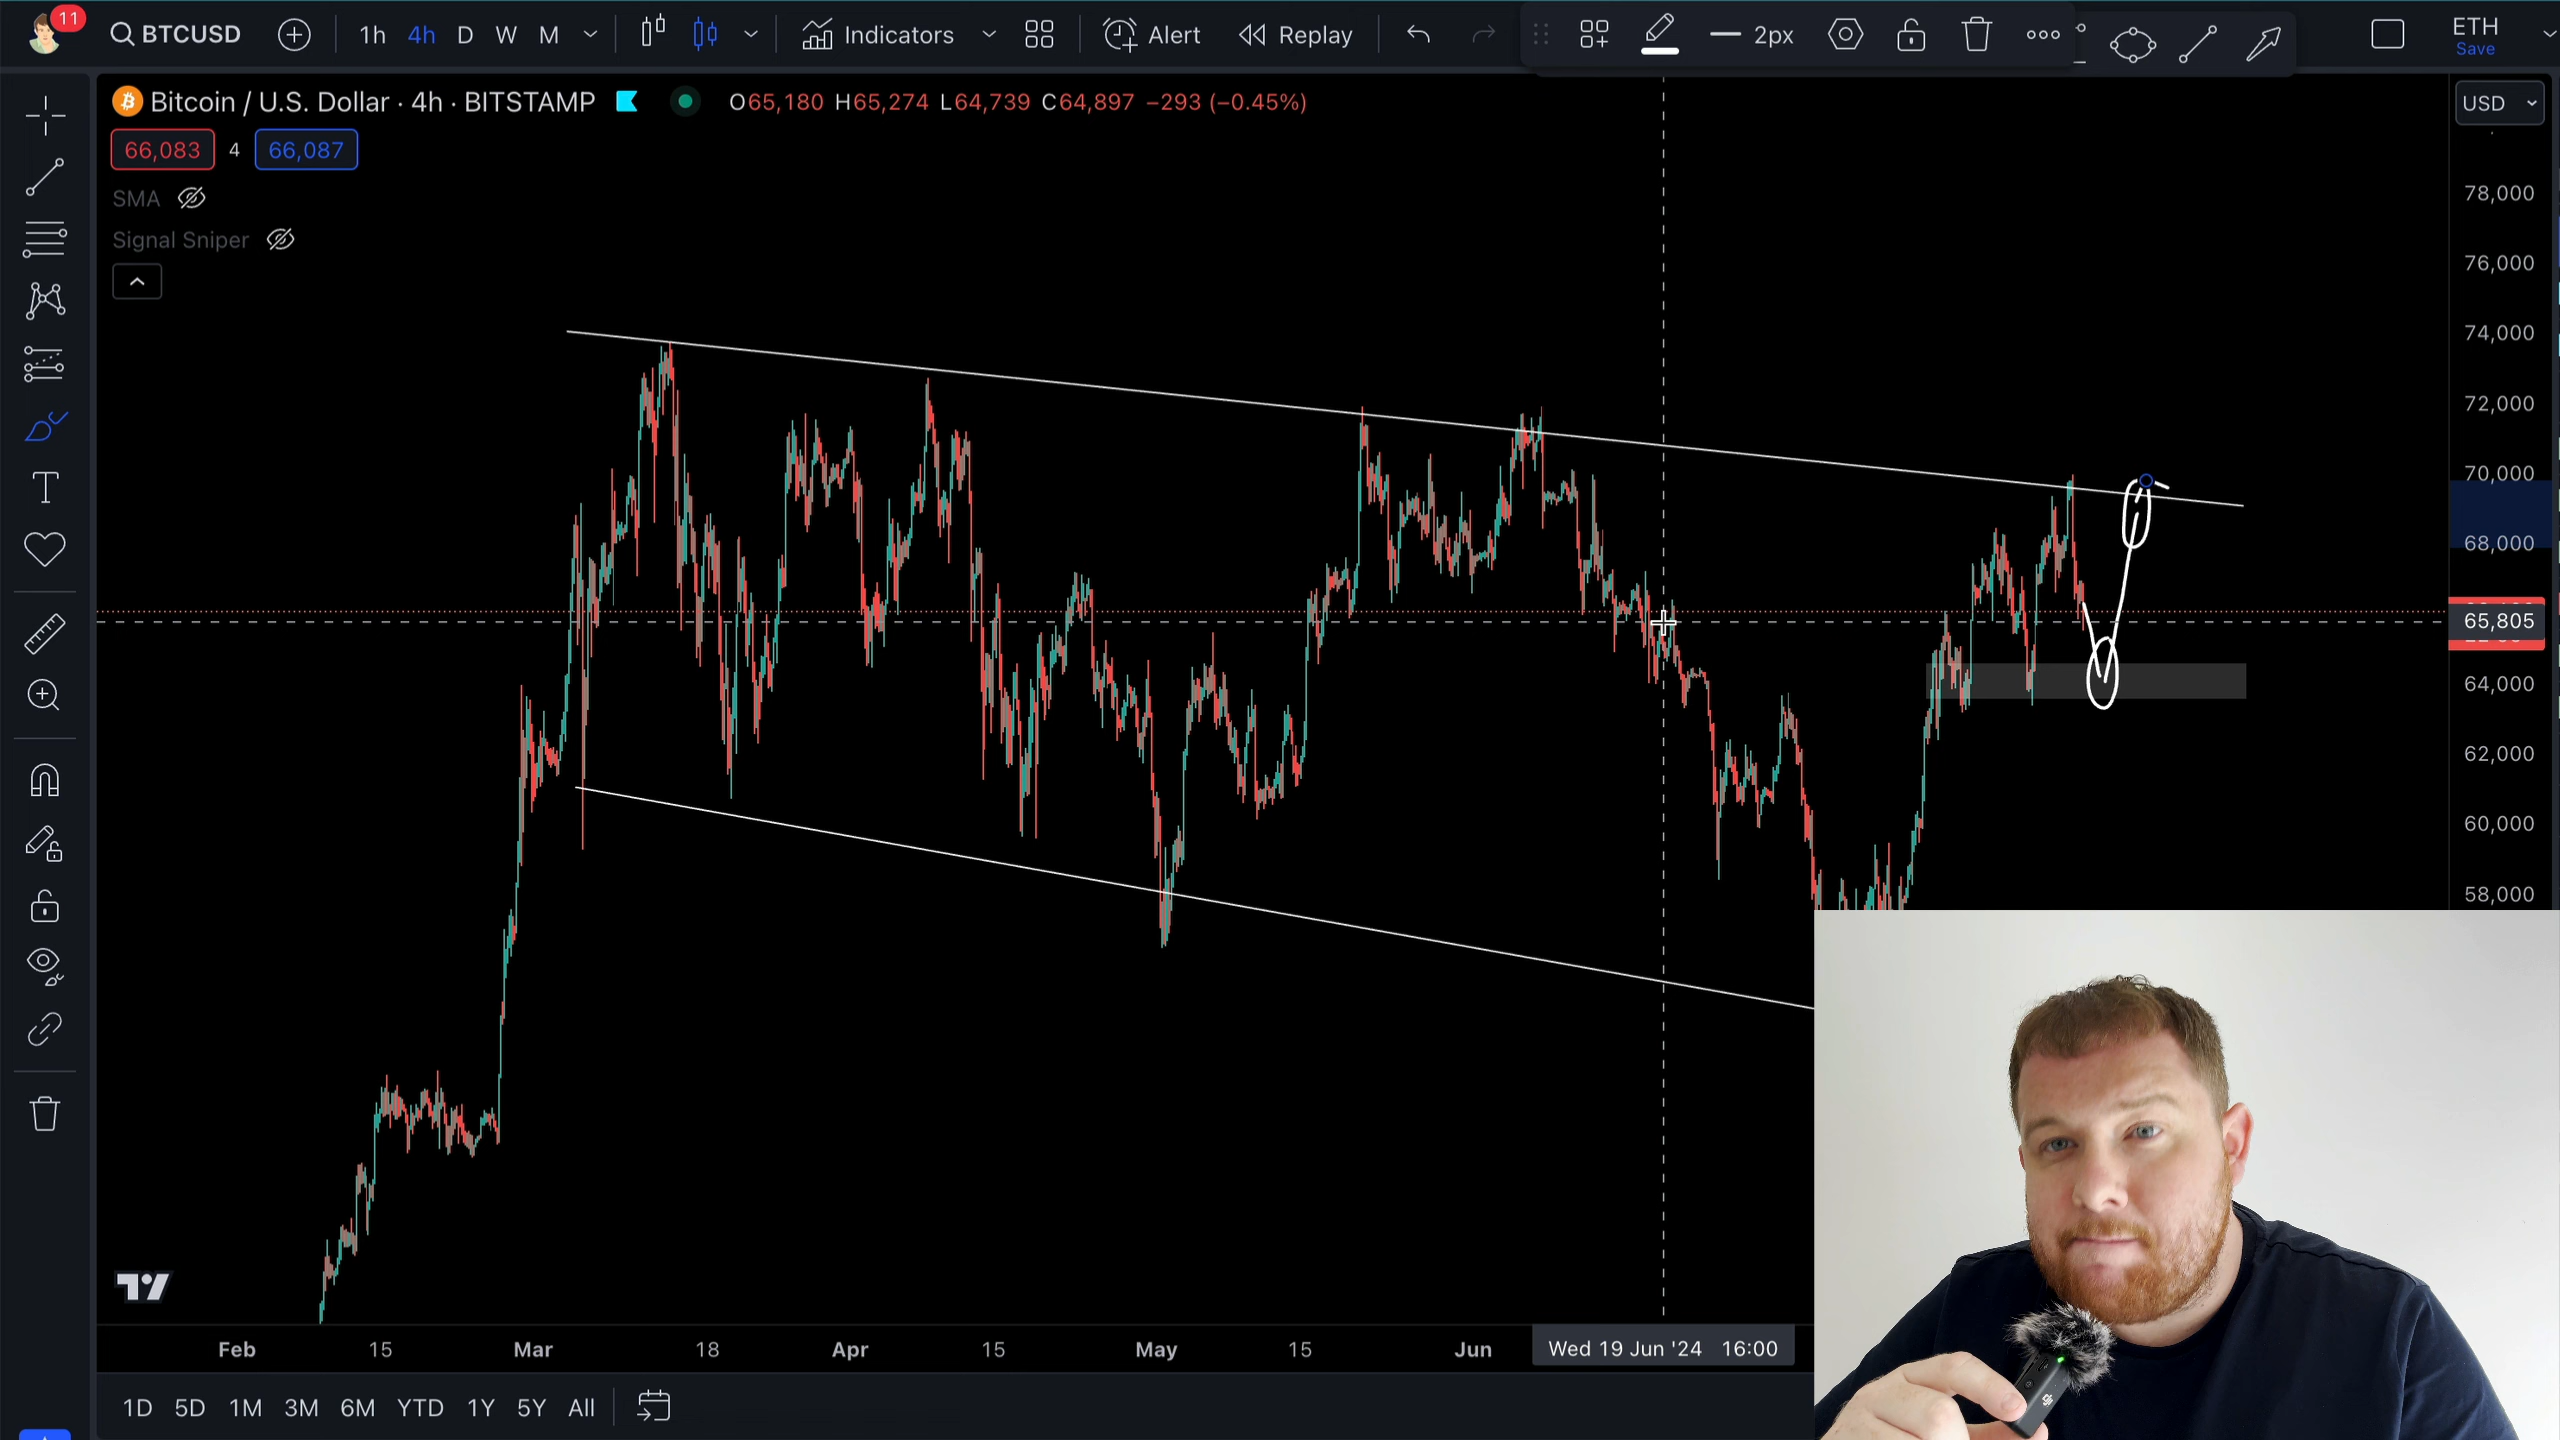 11
BTCUSD
1h 4h D W M
Indicators
Alert
Replay
2px
ETH
Save
Bitcoin / U.S. Dollar · 4h · BITSTAMP
O65,180 H65,274 L64,739 C64,897 −293 (−0.45%)
USD
66,083 4 66,087
SMA
Signal Sniper
78,000
76,000
74,000
72,000
70,000
68,000
65,805
64,000
62,000
60,000
58,000
Feb 15 Mar 18 Apr 15 May 15 Jun Wed 19 Jun '24 16:00
1D 5D 1M 3M 6M YTD 1Y 5Y All